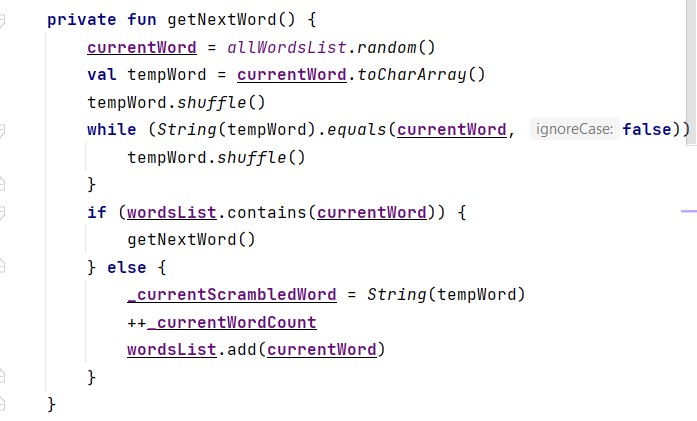 private fun getNextWord() {
currentWord = allWordsList.random()
val tempWord = currentWord.toCharArray()
tempWord.shuffle()
while (String(tempWord).equals(currentWord, ignoreCase: false))
tempWord.shuffle()
}
if (wordsList.contains(currentWord)) {
getNextWord()
} else {
_currentScrambledWord = String(tempWord)
++_currentWordCount
wordsList.add(currentWord)
}
}